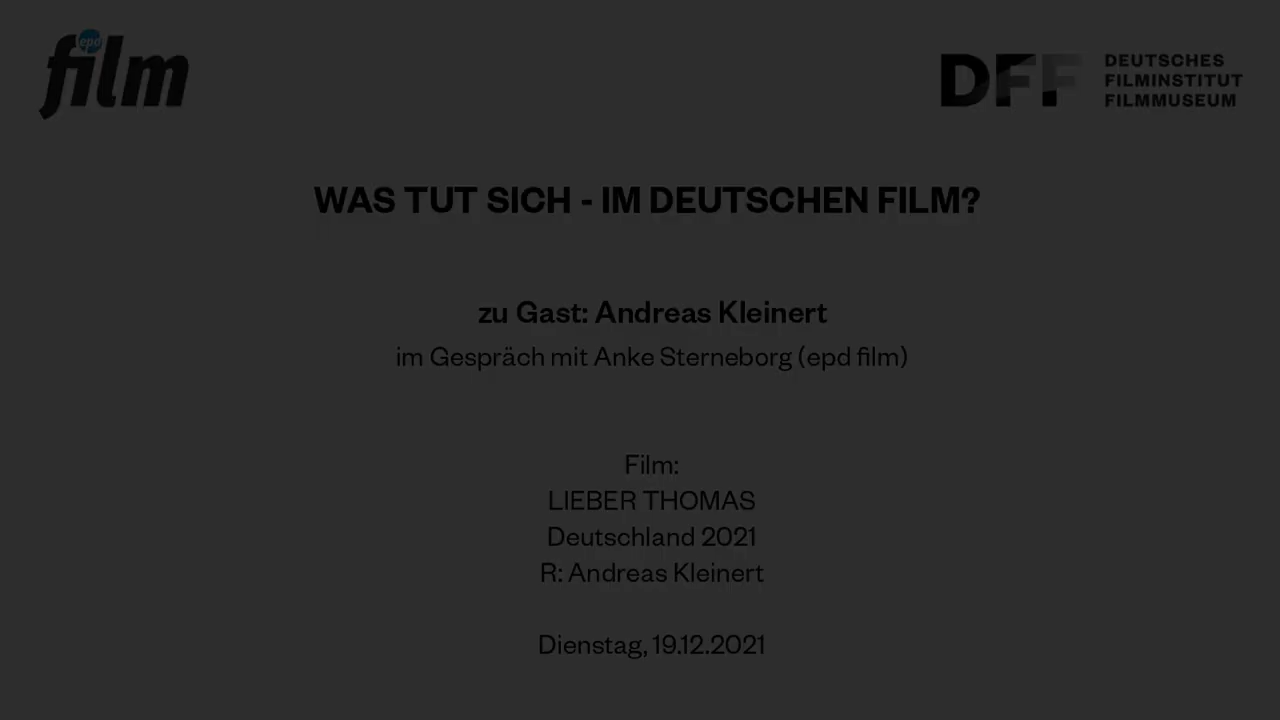 epd
film
DFF
DEUTSCHES
FILMINSTITUT
FILMMUSEUM
WAS TUT SICH - IM DEUTSCHEN FILM?
zu Gast: Andreas Kleinert
im Gespräch mit Anke Sterneborg (epd film)
Film:
LIEBER THOMAS
Deutschland 2021
R: Andreas Kleinert
Dienstag, 19.12.2021